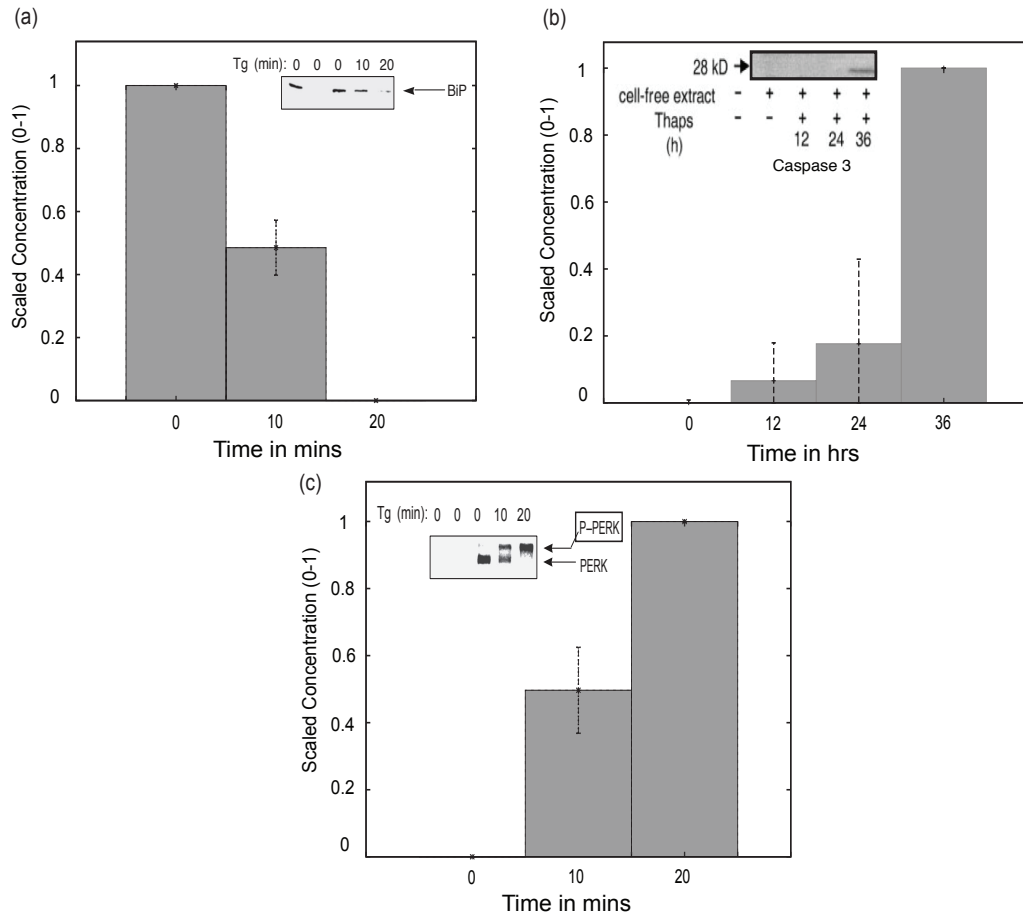 (a)
Scaled Concentration (0-1)
1
0.8
0.6
0.4
0.2
0
Tg (min): 0 0 0 10 20
BiP
0 10 20
Time in mins
(b)
Scaled Concentration (0-1)
1
0.8
0.6
0.4
0.2
0
28 kD
cell-free extract - + + + +
Thaps - - + + +
(h) 12 24 36
Caspase 3
0 12 24 36
Time in hrs
(c)
Scaled Concentration (0-1)
1
0.8
0.6
0.4
0.2
0
Tg (min): 0 0 0 10 20
P–PERK
PERK
0 10 20
Time in mins